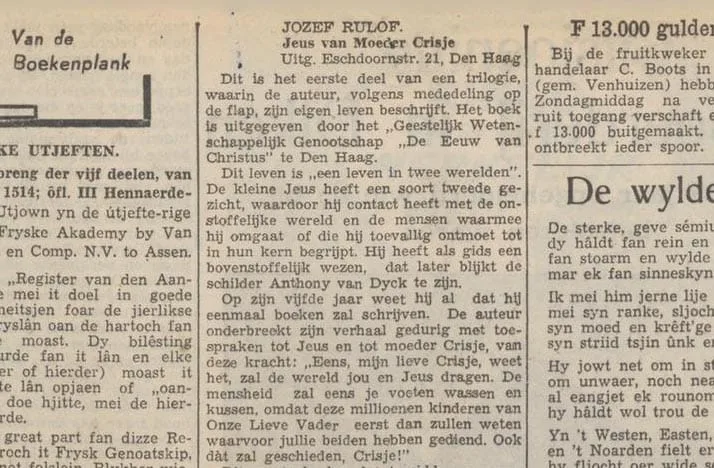 Van de
Boekenplank
KE UTJEFTEN.
oreng der vijf deelen, van
1514; ôfl. III Hennaerde-
Utjown yn de útjefte-rige
Fryske Akademy by Van
en Comp. N.V. to Assen.
„Register van den Aan-
e mei it doel in goede
heitsjen foar de jierlikse
ryslân oan de hartoch fan
e moast. Dy bilêsting
urde fan it lân en elke
er of hierder) moast it
te lân opjaen of „oan-
doe hjitte, mei de hier-
rde.
great part fan dizze Re-
roch it Frysk Genoatskip,
JOZEF RULOF.
Jeus van Moeder Crisje
Uitg. Eschdoornstr. 21, Den Haag
Dit is het eerste deel van een trilogie,
waarin de auteur, volgens mededeling op
de flap, zijn eigen leven beschrijft. Het boek
is uitgegeven door het „Geestelijk Weten-
schappelijk Genootschap „De Eeuw van
Christus" te Den Haag.
Dit leven is „een leven in twee werelden".
De kleine Jeus heeft een soort tweede ge-
zicht, waardoor hij contact heeft met de on-
stoffelijke wereld en de mensen waarmee
hij omgaat of die hij toevallig ontmoet tot
in hun kern begrijpt. Hij heeft als gids een
bovenstoffelijk wezen, dat later blijkt de
schilder Anthony van Dyck te zijn.
Op zijn vijfde jaar weet hij al dat hij
eenmaal boeken zal schrijven. De auteur
onderbreekt zijn verhaal gedurig met toe-
spraken tot Jeus en tot moeder Crisje, van
deze kracht: „Eens, mijn lieve Crisje, weet
het, zal de wereld jou en Jeus dragen. De
mensheid zal eens je voeten wassen en
kussen, omdat deze millioenen kinderen van
Onze Lieve Vader eerst dan zullen weten
waarvoor jullie beiden hebben gediend. Ook
dàt zal geschieden, Crisje!"
F 13.000 gulden
Bij de fruitkweker
handelaar C. Boots in
(gem. Venhuizen) hebb
Zondagmiddag na ve
ruit toegang verschaft e
f 13.000 buitgemaakt.
ontbreekt ieder spoor.
De wylde
De sterke, geve sémiu
dy hâldt fan rein en
fan stoarm en wylde
mar ek fan sinneskyn
Ik mei him jerne lije
mei syn ranke, sljoch
syn moed en krêft'ge
syn striid tsjin ûnk en
Hy jowt net om in st
om unwaer, noch nea
al eangjet ek rounom
hy hâldt wol trou de
Yn 't Westen, Easten,
en 't Noarden fielt er
hy fljocht oer wide